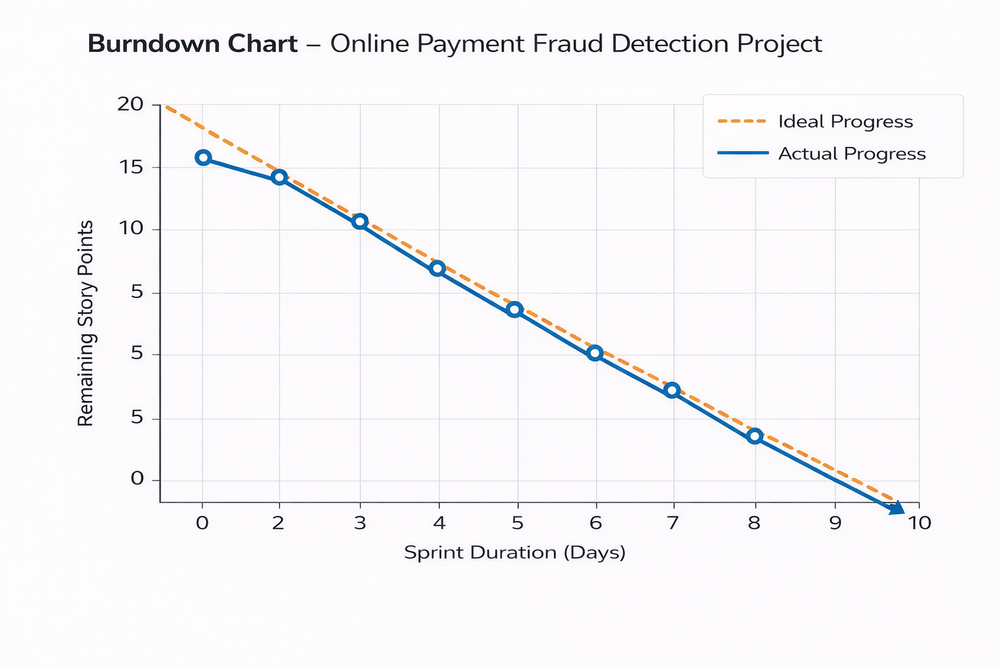 Burndown Chart – Online Payment Fraud Detection Project
Ideal Progress
Actual Progress
Remaining Story Points
20
15
10
5
5
5
0
0 2 3 4 5 6 7 8 9 10
Sprint Duration (Days)